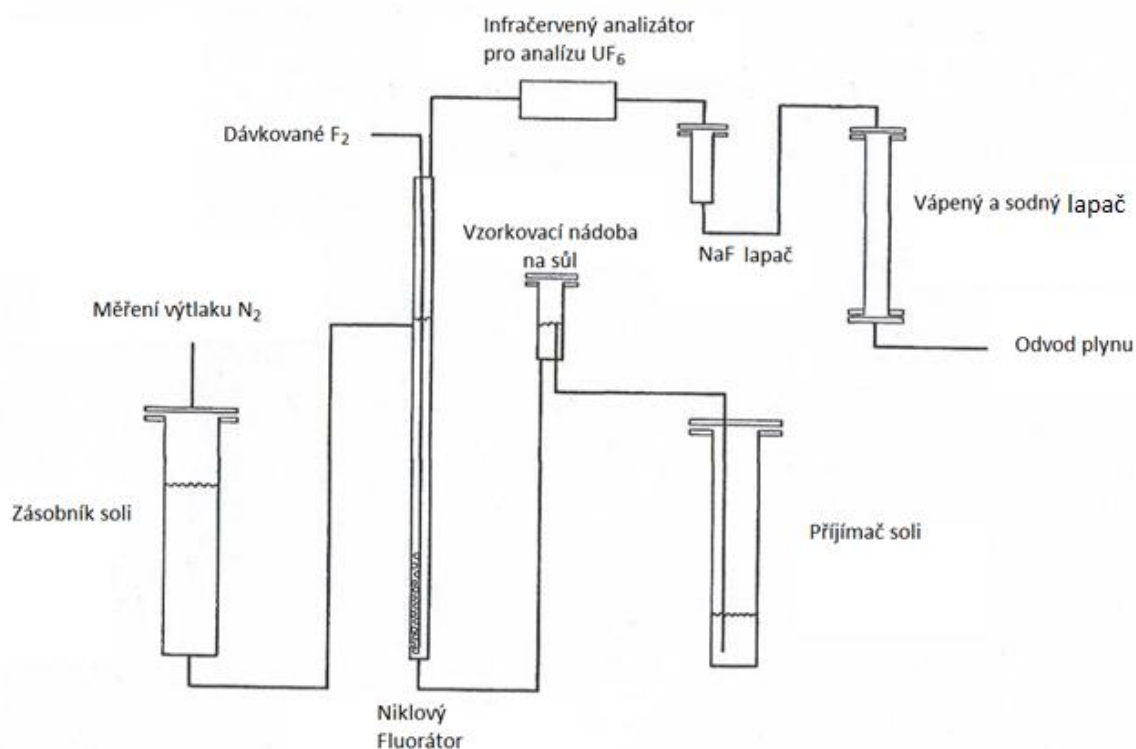 Infračervený analizátor
pro analízu UF₆
Dávkované F₂
Vápený a sodný lapač
Vzorkovací nádoba
na sůl
NaF lapač
Měření výtlaku N₂
Odvod plynu
Zásobník soli
Příjímač soli
Niklový
Fluorátor